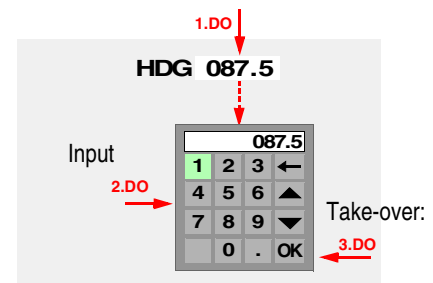 1.DO
HDG 087.5
087.5
Input
1 2 3 ←
2.DO
4 5 6 ▲
7 8 9 ▼
Take-over:
0 . OK
3.DO